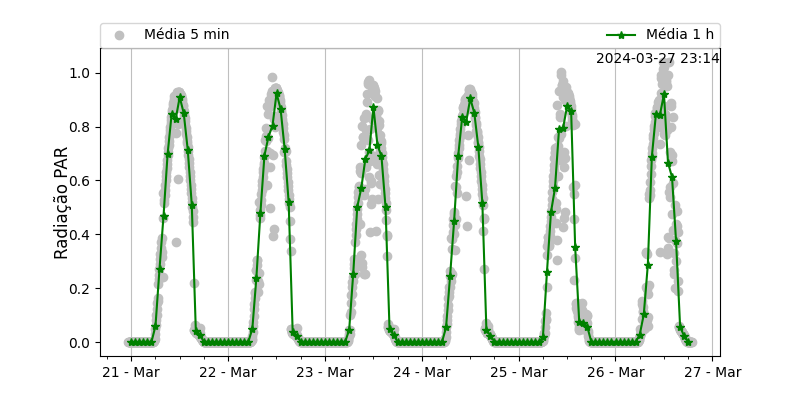 Média 5 min
Média 1 h
2024-03-27 23:14
Radiação PAR
1.0
0.8
0.6
0.4
0.2
0.0
21 - Mar
22 - Mar
23 - Mar
24 - Mar
25 - Mar
26 - Mar
27 - Mar